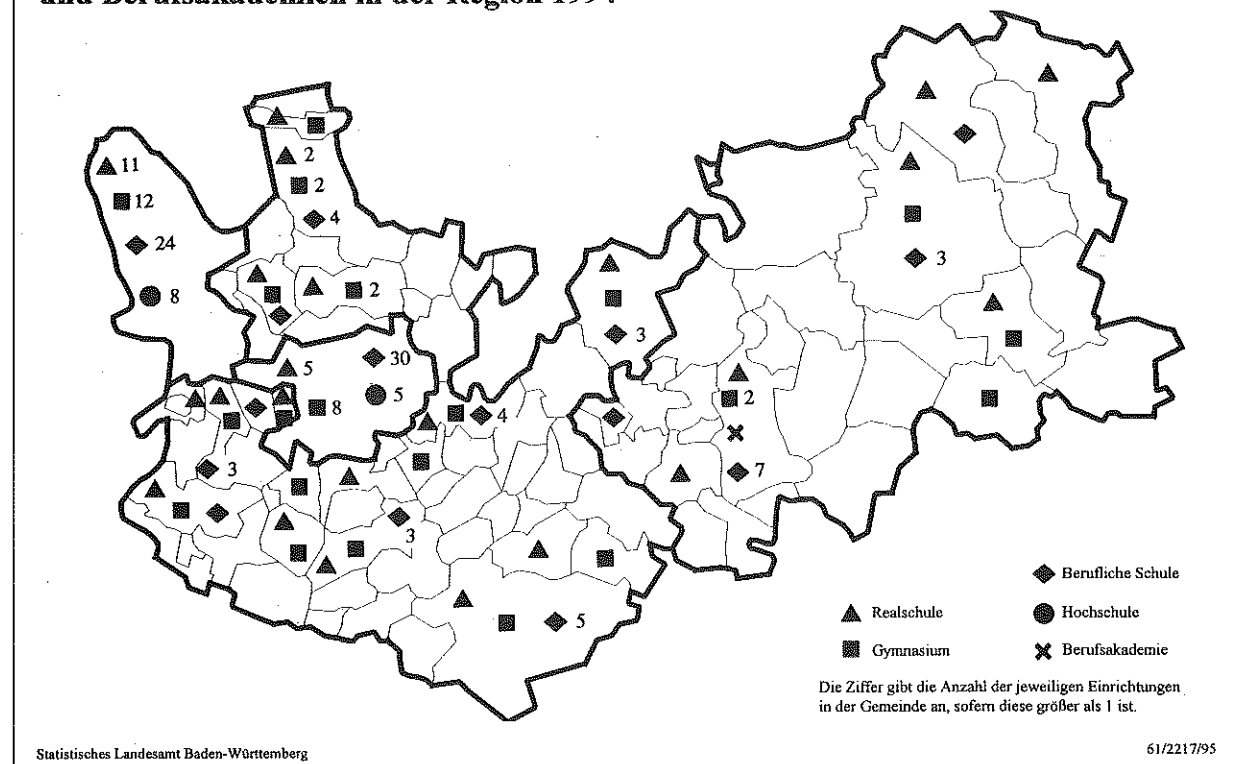 und Berufsakademien in der Region 199
2
11
2
12
4
24
3
8
2
3
30
5
5
2
8
4
7
3
3
5
Berufliche Schule
Realschule
Hochschule
Gymnasium
Berufsakademie
Die Ziffer gibt die Anzahl der jeweiligen Einrichtungen
in der Gemeinde an, sofern diese größer als 1 ist.
Statistisches Landesamt Baden-Württemberg
61/2217/95